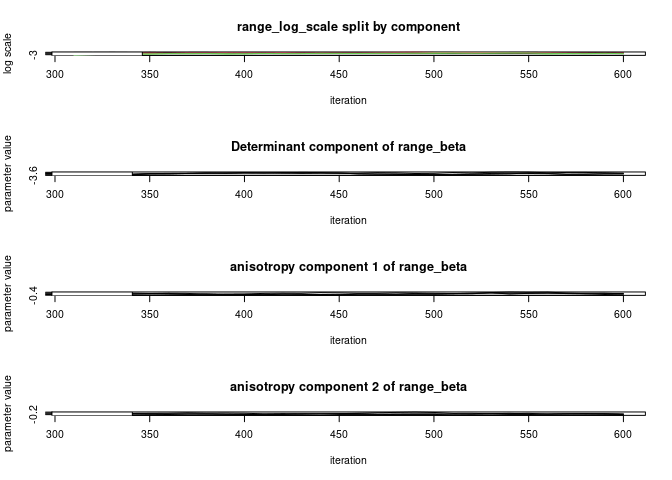 range_log_scale split by component
log scale
-3
300 350 400 450 500 550 600
iteration
Determinant component of range_beta
parameter value
-3.6
300 350 400 450 500 550 600
iteration
anisotropy component 1 of range_beta
parameter value
-0.4
300 350 400 450 500 550 600
iteration
anisotropy component 2 of range_beta
parameter value
-0.2
300 350 400 450 500 550 600
iteration